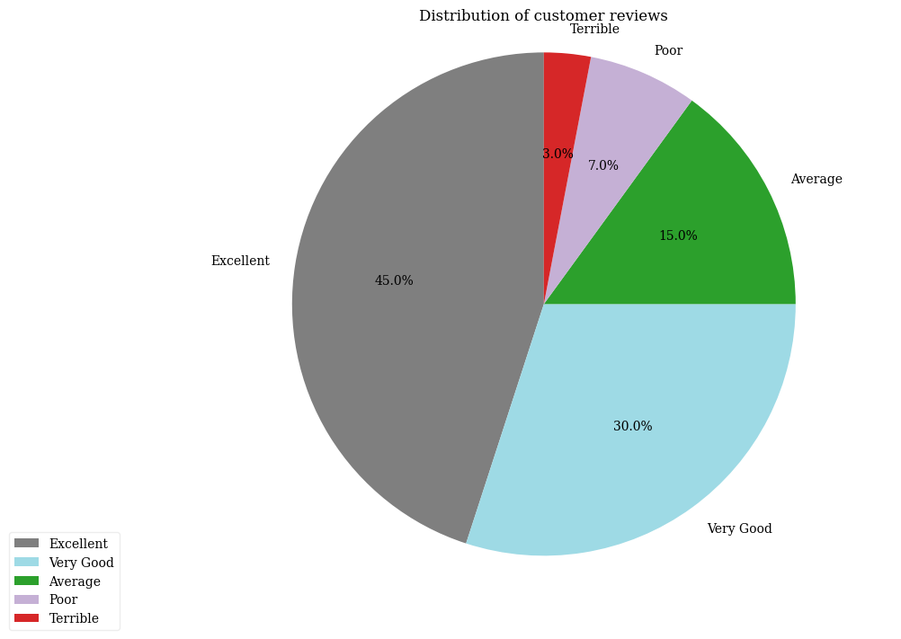 Distribution of customer reviews
Terrible
Poor
3.0%
7.0%
Average
15.0%
Excellent
45.0%
30.0%
Very Good
Excellent
Very Good
Average
Poor
Terrible